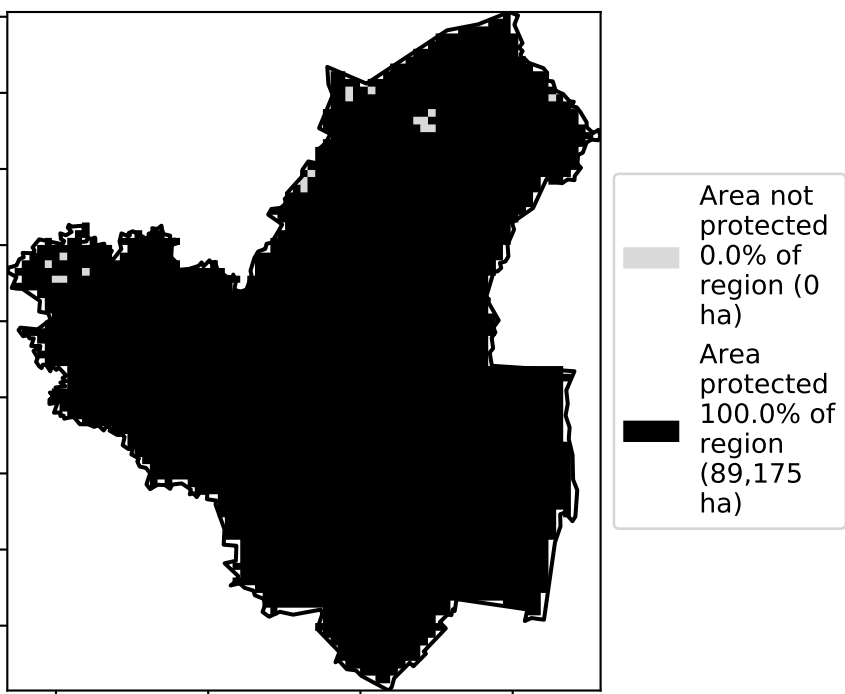 Area not
protected
0.0% of
region (0
ha)
Area
protected
100.0% of
region
(89,175
ha)